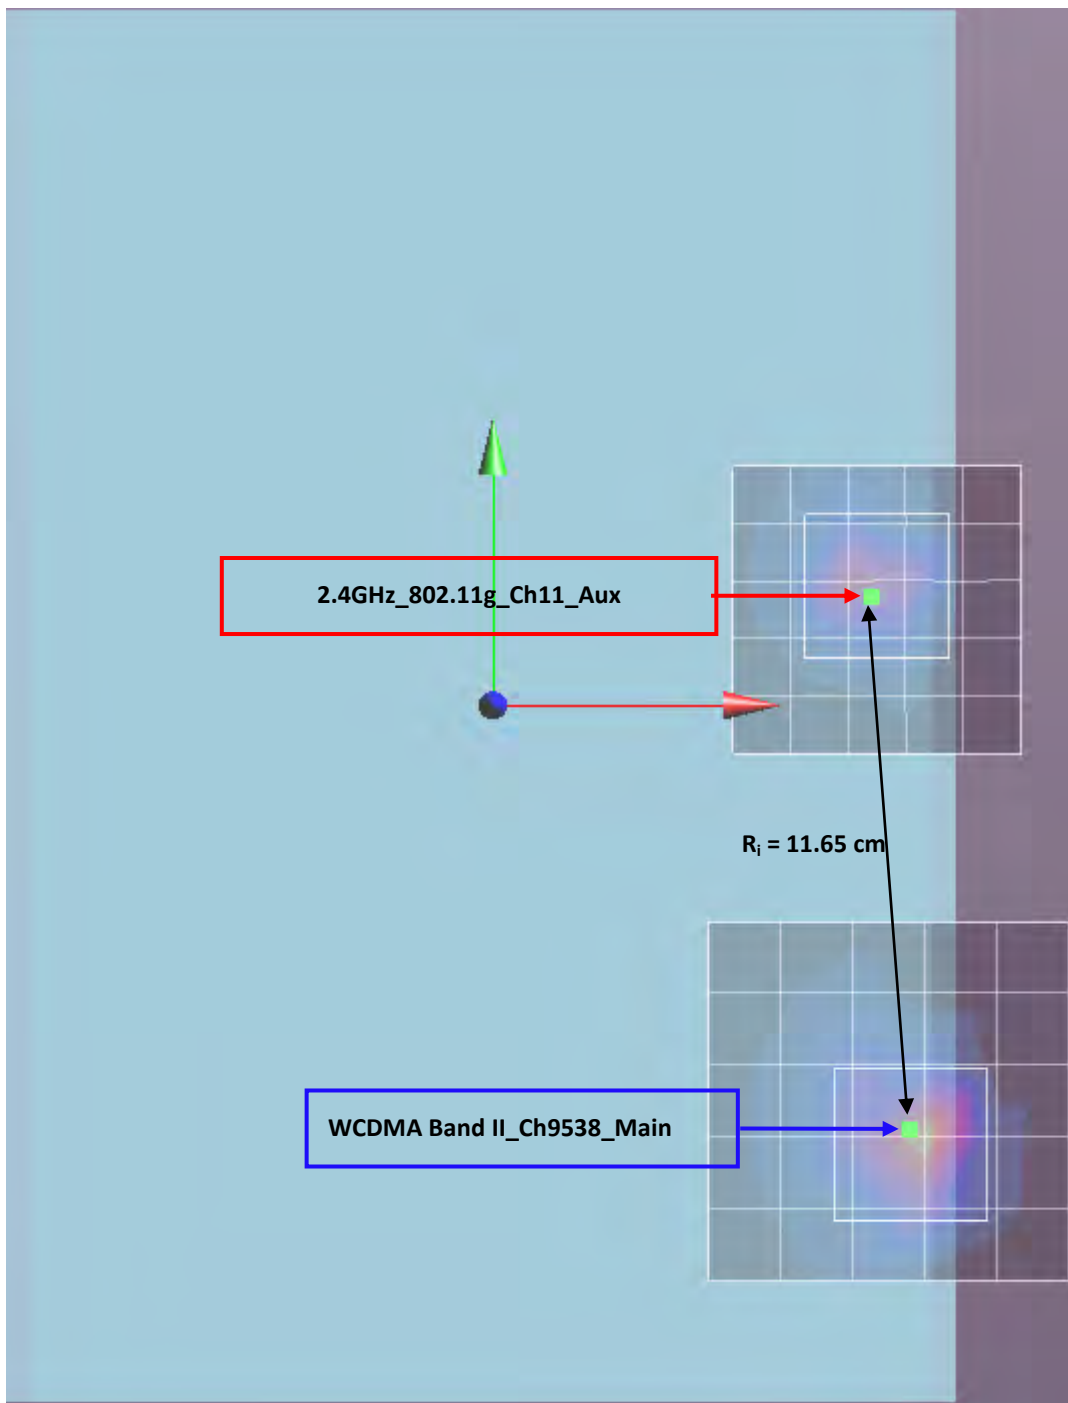 2.4GHz_802.11g_Ch11_Aux
Ri = 11.65 cm
WCDMA Band II_Ch9538_Main